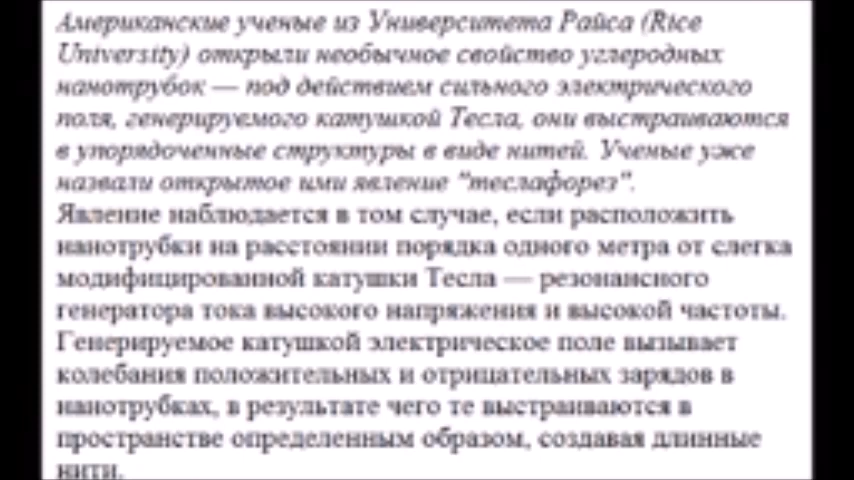 Американские ученые из Университета Райса (Rice
University) открыли необычное свойство углеродных
нанотрубок — под действием сильного электрического
поля, генерируемого катушкой Тесла, они выстраиваются
в упорядоченные структуры в виде нитей. Ученые уже
назвали открытое ими явление "теслафорез".
Явление наблюдается в том случае, если расположить
нанотрубки на расстоянии порядка одного метра от слегка
модифицированной катушки Тесла — резонансного
генератора тока высокого напряжения и высокой частоты.
Генерируемое катушкой электрическое поле вызывает
колебания положительных и отрицательных зарядов в
нанотрубках, в результате чего те выстраиваются в
пространстве определенным образом, создавая длинные
нити.